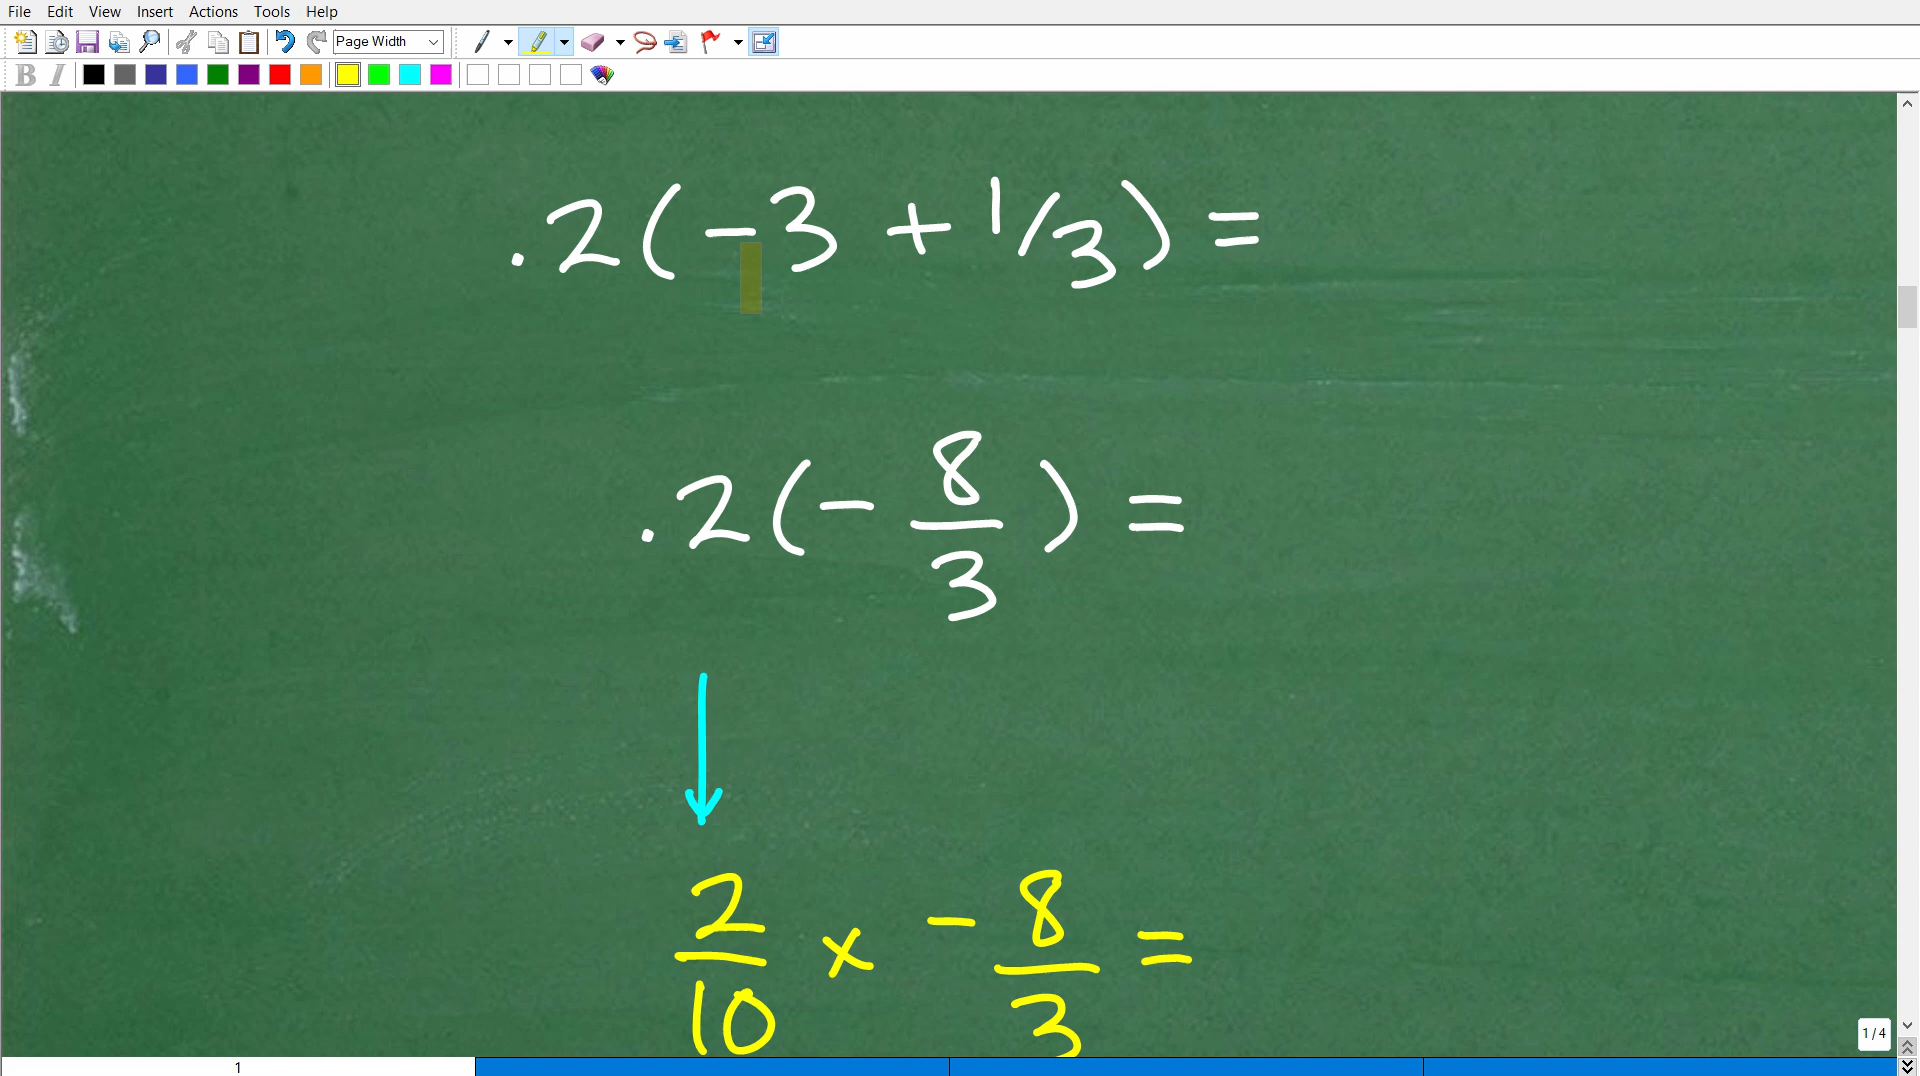 File Edit View Insert Actions Tools Help
Page Width
B I
.2(-3 + 1/3) =
.2(- 8/3) =
2/10 x - 8/3 =
1 / 4
1